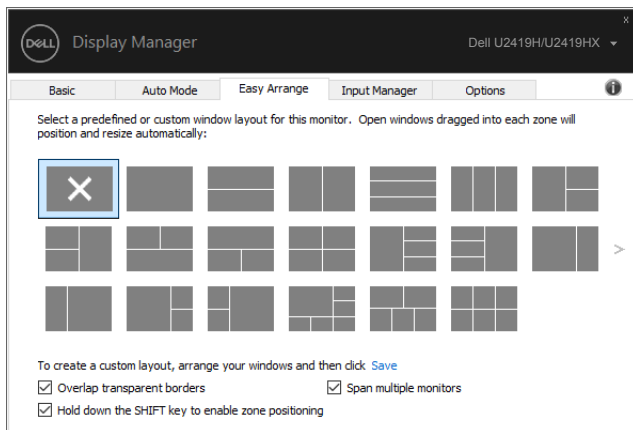 x
DELL Display Manager Dell U2419H/U2419HX
Basic Auto Mode Easy Arrange Input Manager Options
Select a predefined or custom window layout for this monitor. Open windows dragged into each zone will
position and resize automatically:
To create a custom layout, arrange your windows and then click Save
Overlap transparent borders Span multiple monitors
Hold down the SHIFT key to enable zone positioning